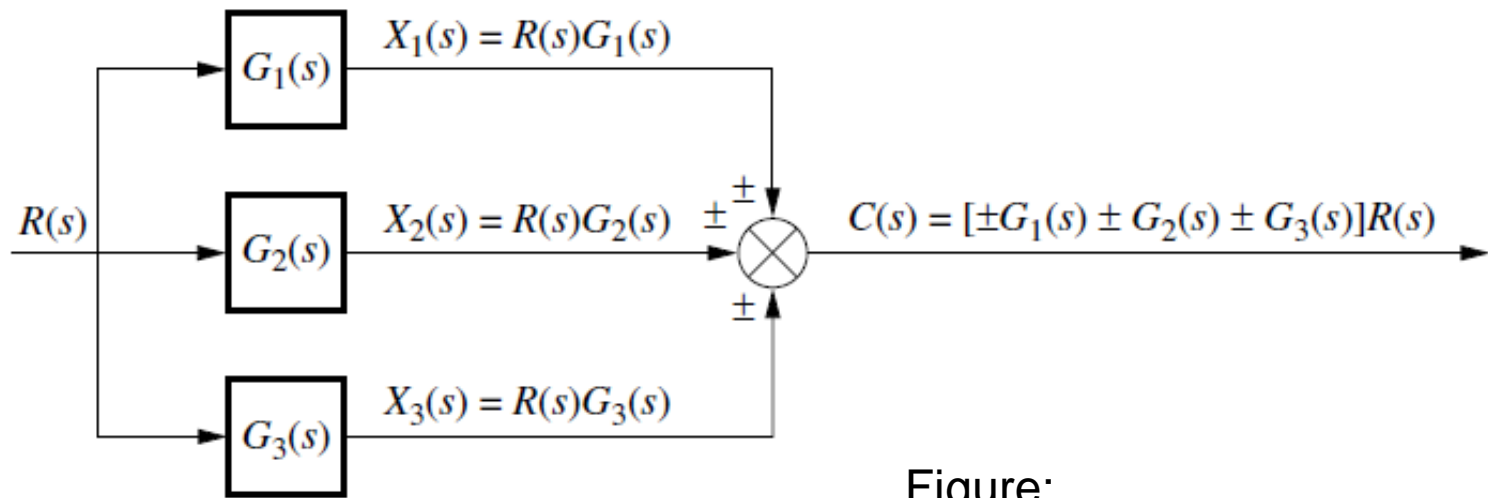 G₁(s)
X₁(s) = R(s)G₁(s)
±
R(s)
G₂(s)
X₂(s) = R(s)G₂(s)
±
C(s) = [±G₁(s) ± G₂(s) ± G₃(s)]R(s)
±
G₃(s)
X₃(s) = R(s)G₃(s)
Figure: